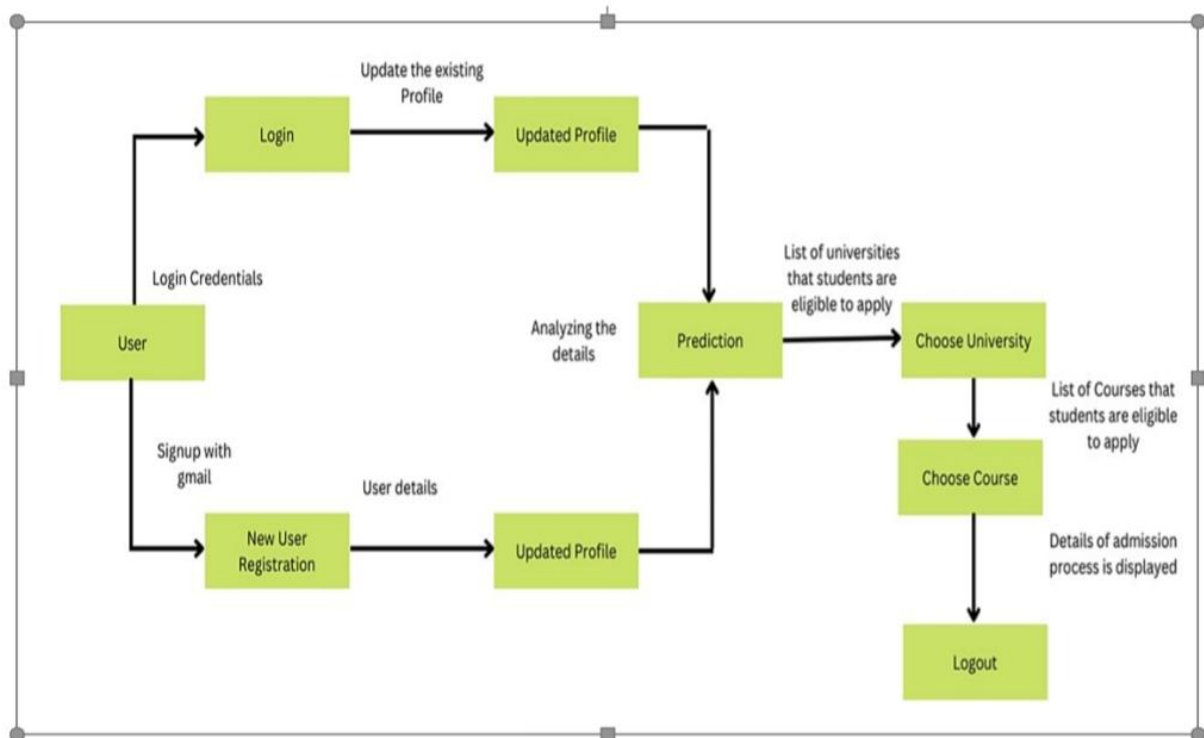 Update the existing
Profile
Login
Updated Profile
Login Credentials
User
Signup with
gmail
New User
Registration
User details
Updated Profile
Analyzing the
details
Prediction
List of universities
that students are
eligible to apply
Choose University
List of Courses that
students are eligible
to apply
Choose Course
Details of admission
process is displayed
Logout